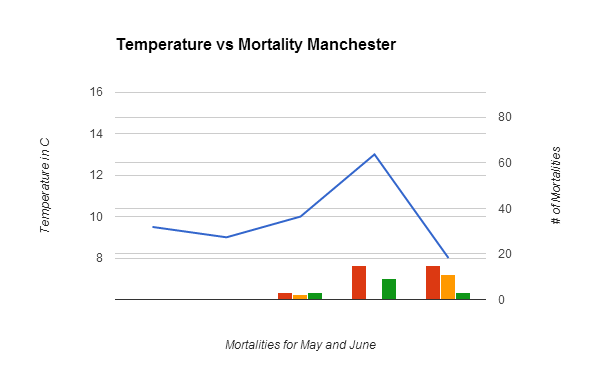 Temperature vs Mortality Manchester
16
14
12
10
8
Temperature in C
80
60
40
20
0
# of Mortalities
Mortalities for May and June